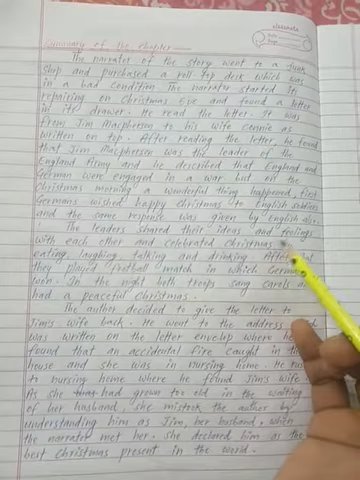 classmate
Date
Page
Summary of the chapter
The narrator of the story went to a junk
shop and purchased a roll top desk which was
in a bad condition. The narrator started its
repairing on Christmas Eve and found a letter
in its drawer. He read the letter. It was
from Jim Macpherson to his wife Connie as
written on top. After reading the letter, he found
that Jim Macpherson was the leader of the
England Army and he described that England and
German were engaged in a war but on the
Christmas morning a wonderful thing happened, first
Germans wished happy Christmas to English soldiers
and the same response was given by English also.
The leaders shared their ideas and feelings
with each other and celebrated Christmas by
eating, laughing, talking and drinking. After
they played football match in which
won. In the night both troops sang carols
had a peaceful Christmas.
The author decided to give the letter to
Jim's wife back. He went to the address
was written on the letter envelop where he
found that an accidental fire caught in
house and she was in nursing home. He
to nursing home where he found Jim's wife
As she had grown too old in the waiting
of her husband, she mistook the author by
understanding him as Jim, her husband. when
the narrator met her. she declared him as the
best Christmas present in the world.